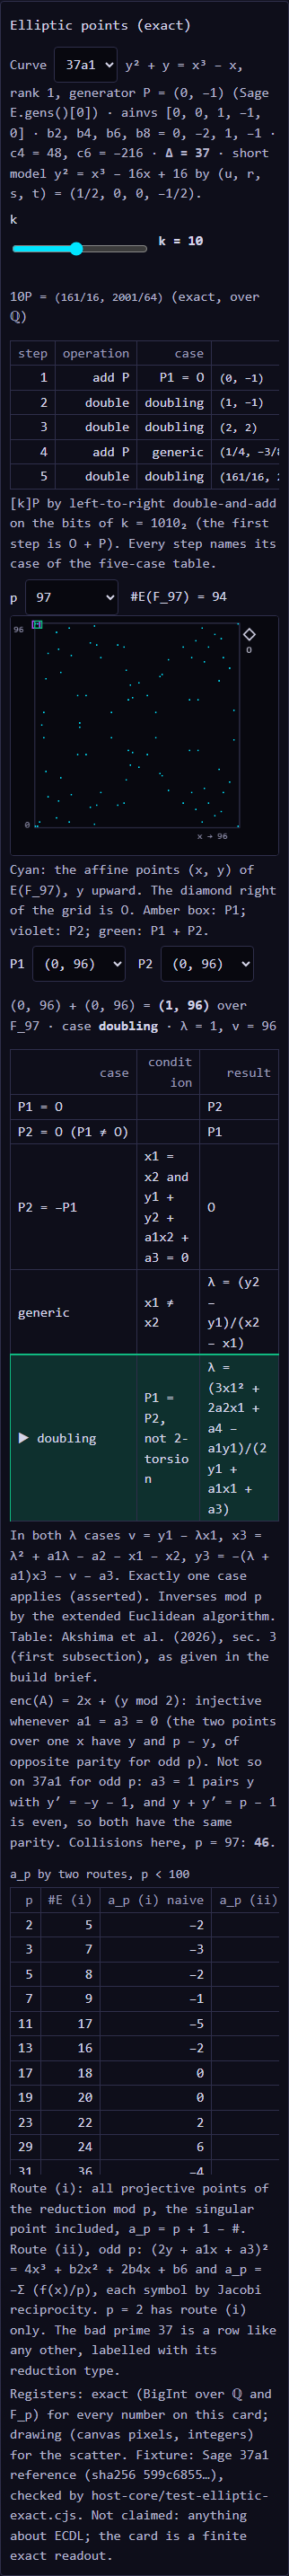 Elliptic points (exact)
Curve 37a1 y² + y = x³ − x,
rank 1, generator P = (0, −1) (Sage
E.gens()[0]) · ainvs [0, 0, 1, −1,
0] · b2, b4, b6, b8 = 0, −2, 1, −1 ·
c4 = 48, c6 = −216 · Δ = 37 · short
model y² = x³ − 16x + 16 by (u, r,
s, t) = (1/2, 0, 0, −1/2).
k
k = 10
10P = (161/16, 2001/64) (exact, over
ℚ)
step operation case
1 add P P1 = O (0, −1)
2 double doubling (1, −1)
3 double doubling (2, 2)
4 add P generic (1/4, −3/8
5 double doubling (161/16,
[k]P by left-to-right double-and-add
on the bits of k = 1010₂ (the first
step is O + P). Every step names its
case of the five-case table.
p 97 #E(F_97) = 94
96
O
0
x → 96
Cyan: the affine points (x, y) of
E(F_97), y upward. The diamond right
of the grid is O. Amber box: P1;
violet: P2; green: P1 + P2.
P1 (0, 96) P2 (0, 96)
(0, 96) + (0, 96) = (1, 96) over
F_97 · case doubling · λ = 1, ν = 96
case condit
ion result
P1 = O P2
P2 = O (P1 ≠ O) P1
P2 = −P1 x1 =
x2 and
y1 +
y2 +
a1x2 +
a3 = 0 O
generic x1 ≠
x2 λ = (y2
−
y1)/(x2
− x1)
▶ doubling P1 =
P2,
not 2-
torsio
n λ =
(3x1² +
2a2x1 +
a4 −
a1y1)/(2
y1 +
a1x1 +
a3)
In both λ cases ν = y1 − λx1, x3 =
λ² + a1λ − a2 − x1 − x2, y3 = −(λ +
a1)x3 − ν − a3. Exactly one case
applies (asserted). Inverses mod p
by the extended Euclidean algorithm.
Table: Akshima et al. (2026), sec. 3
(first subsection), as given in the
build brief.
enc(A) = 2x + (y mod 2): injective
whenever a1 = a3 = 0 (the two points
over one x have y and p − y, of
opposite parity for odd p). Not so
on 37a1 for odd p: a3 = 1 pairs y
with y′ = −y − 1, and y + y′ = p − 1
is even, so both have the same
parity. Collisions here, p = 97: 46.
a_p by two routes, p < 100
p #E (i) a_p (i) naive a_p (ii)
2 5 −2
3 7 −3
5 8 −2
7 9 −1
11 17 −5
13 16 −2
17 18 0
19 20 0
23 22 2
29 24 6
31 36 −4
Route (i): all projective points of
the reduction mod p, the singular
point included, a_p = p + 1 − #.
Route (ii), odd p: (2y + a1x + a3)²
= 4x³ + b2x² + 2b4x + b6 and a_p =
−Σ (f(x)/p), each symbol by Jacobi
reciprocity. p = 2 has route (i)
only. The bad prime 37 is a row like
any other, labelled with its
reduction type.
Registers: exact (BigInt over ℚ and
F_p) for every number on this card;
drawing (canvas pixels, integers)
for the scatter. Fixture: Sage 37a1
reference (sha256 599c6855…),
checked by host-core/test-elliptic-
exact.cjs. Not claimed: anything
about ECDL; the card is a finite
exact readout.